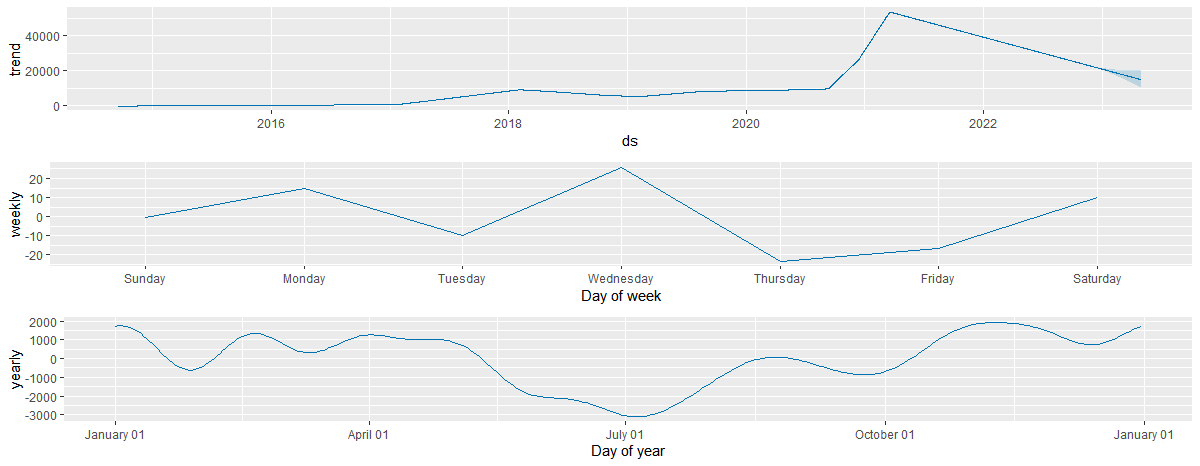 trend
40000
20000
0
2016 2018 2020 2022
ds
weekly
20
10
0
-10
-20
Sunday Monday Tuesday Wednesday Thursday Friday Saturday
Day of week
yearly
2000
1000
0
-1000
-2000
-3000
January 01 April 01 July 01 October 01 January 01
Day of year